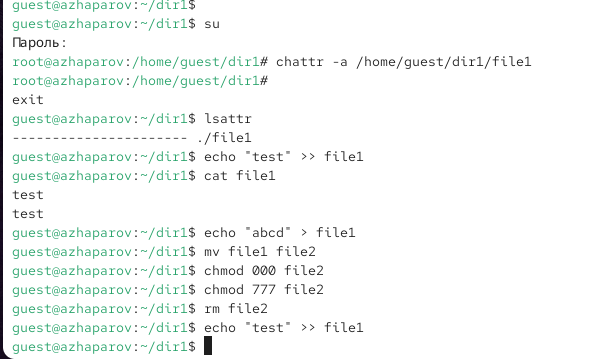 guest@azhaparov:~/dir1$
guest@azhaparov:~/dir1$ su
Пароль:
root@azhaparov:/home/guest/dir1# chattr -a /home/guest/dir1/file1
root@azhaparov:/home/guest/dir1#
exit
guest@azhaparov:~/dir1$ lsattr
---------------------- ./file1
guest@azhaparov:~/dir1$ echo "test" >> file1
guest@azhaparov:~/dir1$ cat file1
test
test
guest@azhaparov:~/dir1$ echo "abcd" > file1
guest@azhaparov:~/dir1$ mv file1 file2
guest@azhaparov:~/dir1$ chmod 000 file2
guest@azhaparov:~/dir1$ chmod 777 file2
guest@azhaparov:~/dir1$ rm file2
guest@azhaparov:~/dir1$ echo "test" >> file1
guest@azhaparov:~/dir1$